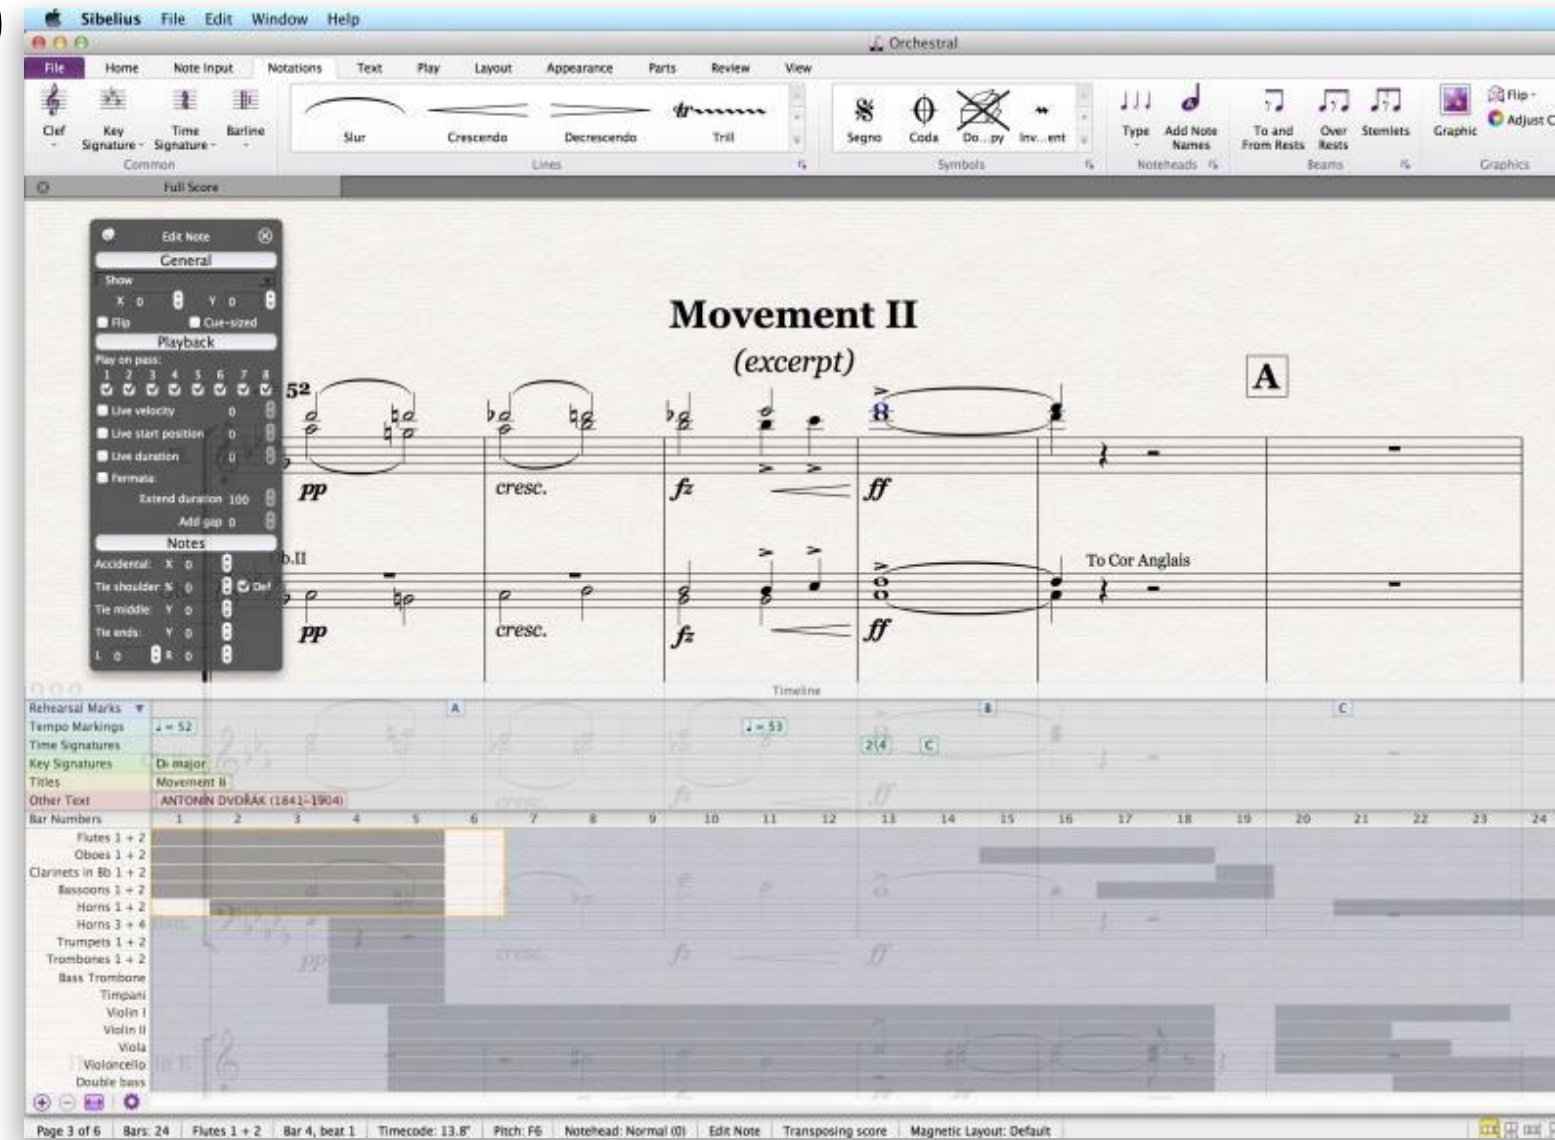 Sibelius File Edit Window Help
Orchestral
File Home Note Input Notations Text Play Layout Appearance Parts Review View
Clef Key Signature Time Signature Barline
Common
Slur Crescendo Decrescendo Trill
Lines
Segno Coda Do...py Inv...ent
Symbols
Type Add Note Names
Noteheads
To and From Rests Over Rests Stemlets
Beams
Graphic Flip
Adjust C
Graphics
Full Score
Edit Note
General
Show
X 0 Y 0
Flip Cue-sized
Playback
Play on pass:
1 2 3 4 5 6 7 8
Live velocity 0
Live start position 0
Live duration 0
Fermata:
Extend duration 100
Add gap 0
Notes
Accidental: X 0
Tie shoulder % 0 Def
Tie middle: Y 0
Tie ends: Y 0
L 0 R 0
Movement II
(excerpt)
52
A
pp cresc. fz ff
b.II
To Cor Anglais
pp cresc. fz ff
Timeline
Rehearsal Marks A B C
Tempo Markings ♩ = 52 ♩ = 53
Time Signatures 2(4 C
Key Signatures D♭ major
Titles Movement II
Other Text ANTONÍN DVOŘÁK (1841-1904)
Bar Numbers 1 2 3 4 5 6 7 8 9 10 11 12 13 14 15 16 17 18 19 20 21 22 23 24
Flutes 1 + 2
Oboes 1 + 2
Clarinets in Bb 1 + 2
Bassoons 1 + 2
Horns 1 + 2
Horns 3 + 4
Trumpets 1 + 2
Trombones 1 + 2
Bass Trombone
Timpani
Violin I
Violin II
Viola
Violoncello
Double bass
Page 3 of 6 Bars: 24 Flutes 1 + 2 Bar 4, beat 1 Timecode: 13.8" Pitch: F6 Notehead: Normal (0) Edit Note Transposing score Magnetic Layout: Default